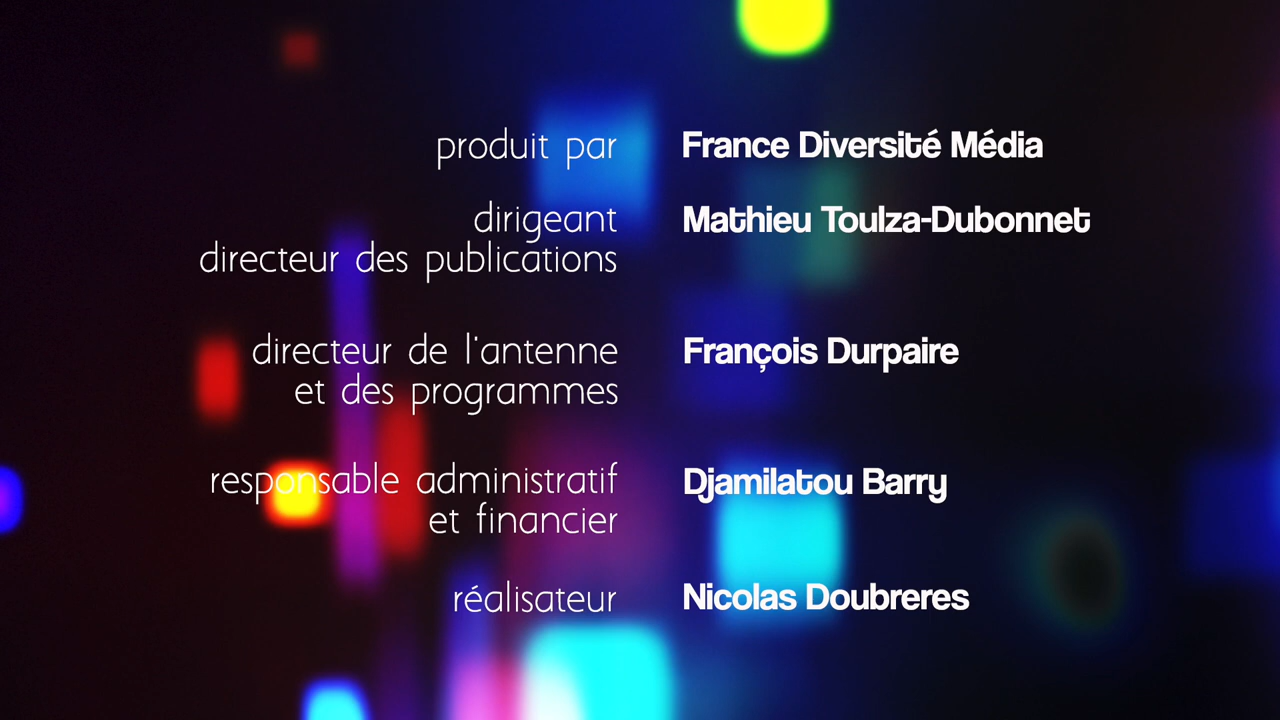 produit par France Diversité Média
dirigeant Mathieu Toulza-Dubonnet
directeur des publications
directeur de l'antenne François Durpaire
et des programmes
responsable administratif Djamilatou Barry
et financier
réalisateur Nicolas Doubreres